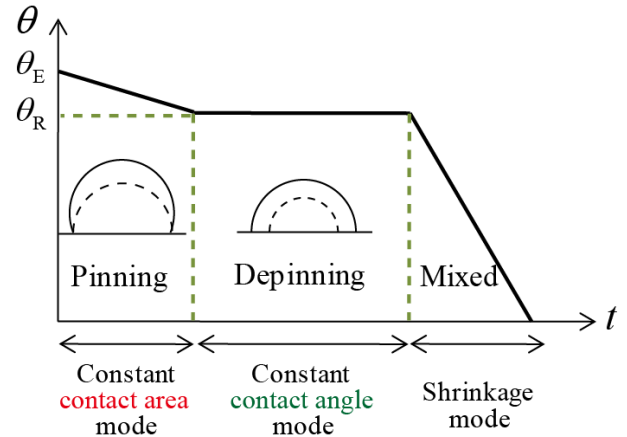 θ
θE
θR
Pinning
Depinning
Mixed
t
Constant
contact area
mode
Constant
contact angle
mode
Shrinkage
mode